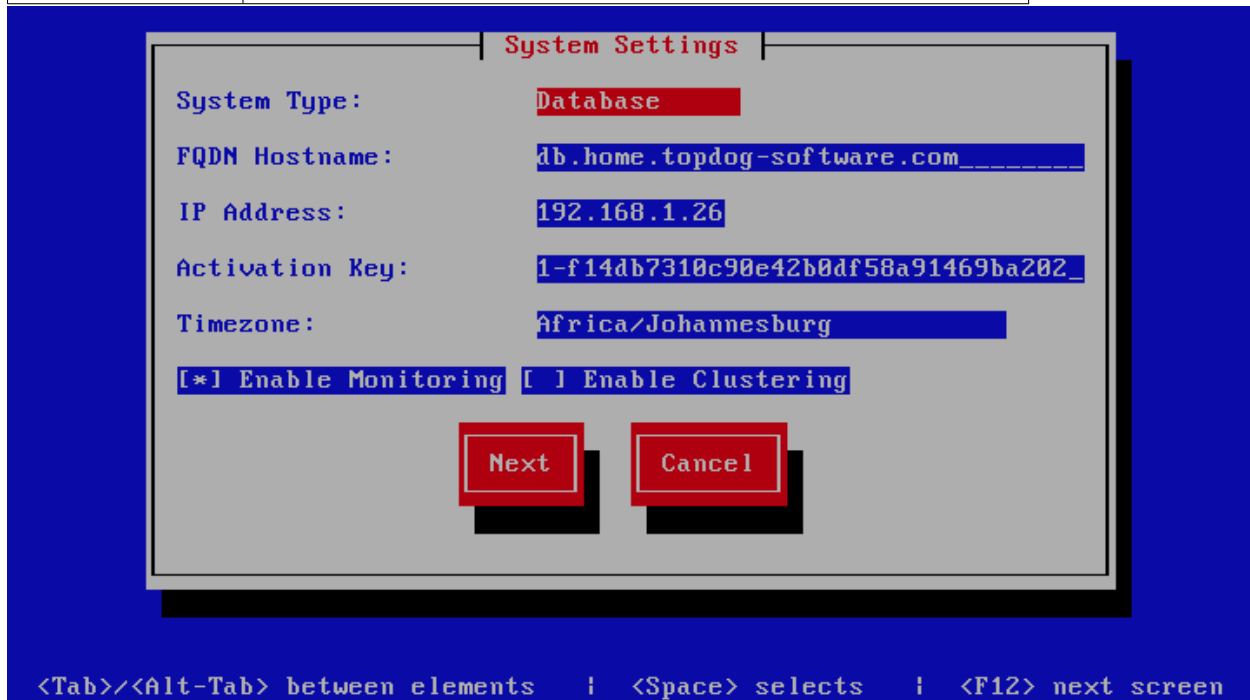 System Settings
System Type: Database
FQDN Hostname: db.home.topdog-software.com________
IP Address: 192.168.1.26
Activation Key: 1-f14db7310c90e42b0df58a91469ba202_
Timezone: Africa/Johannesburg
[*] Enable Monitoring [ ] Enable Clustering
Next Cancel
<Tab>/<Alt-Tab> between elements | <Space> selects | <F12> next screen